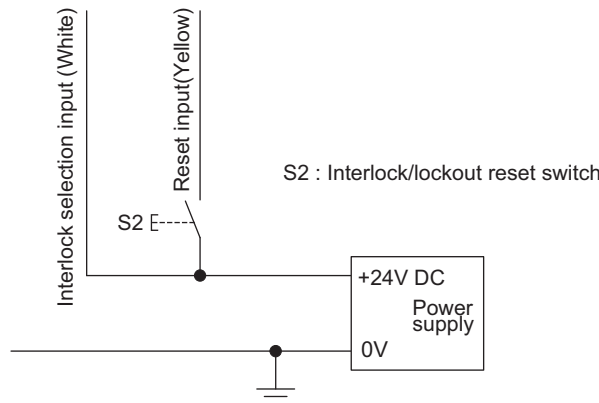 Interlock selection input (White)
Reset input(Yellow)
S2 : Interlock/lockout reset switch
S2
+24V DC
Power
supply
0V